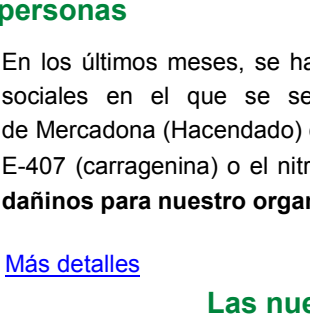 personas
En los últimos meses, se ha
sociales en el que se se
de Mercadona (Hacendado)
E-407 (carragenina) o el nitr
dañinos para nuestro orga
Más detalles
Las nue